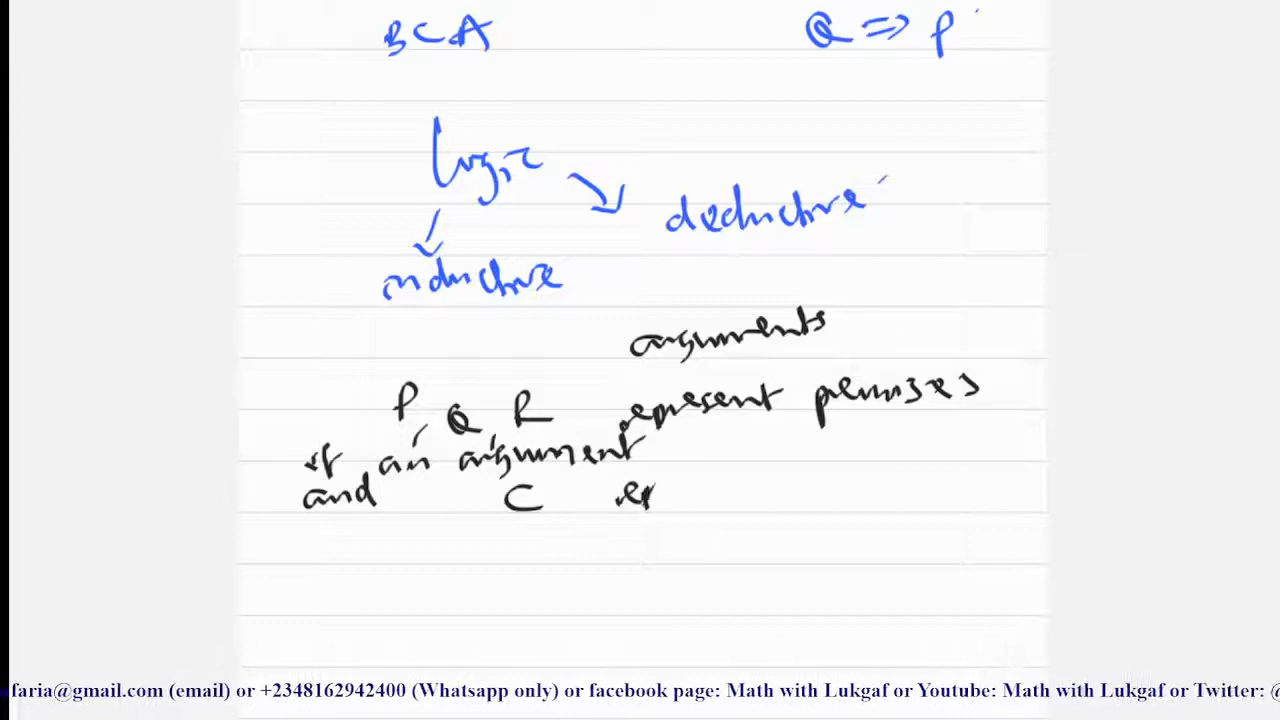 BCA Q ⇒ P
Logic
deductive
inductive
arguments
P Q R represent premises
if an argument
and C
faria@gmail.com (email) or +2348162942400 (Whatsapp only) or facebook page: Math with Lukgaf or Youtube: Math with Lukgaf or Twitter: @